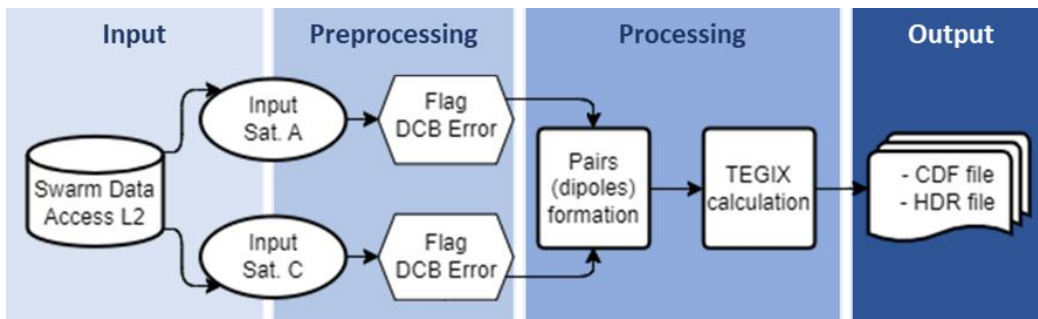 Input
Preprocessing
Processing
Output
Swarm Data
Access L2
Input
Sat. A
Flag
DCB Error
Input
Sat. C
Flag
DCB Error
Pairs
(dipoles)
formation
TEGIX
calculation
- CDF file
- HDR file